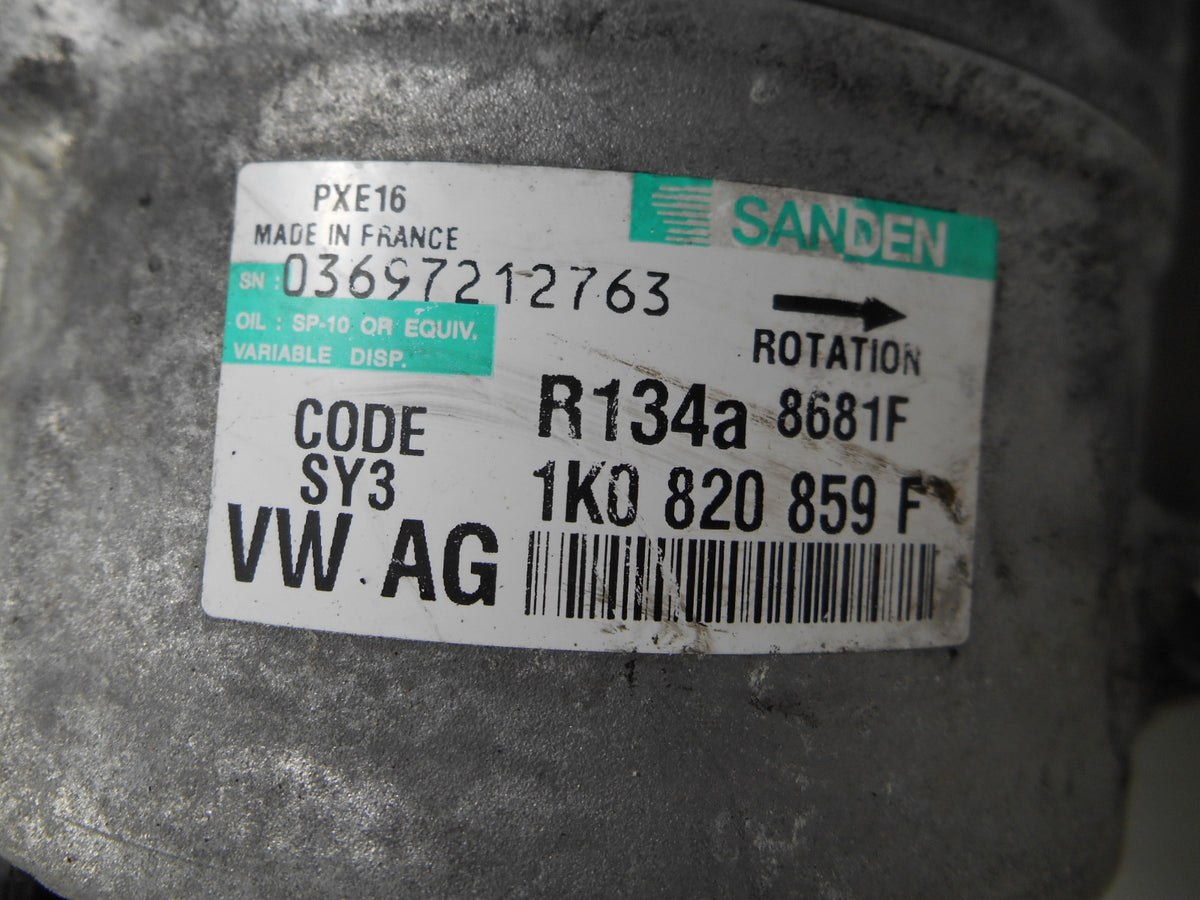 PXE16
MADE IN FRANCE
SANDEN
SN : 03697212763
ROTATION
OIL : SP-10 OR EQUIV.
VARIABLE DISP.
R134a 8681F
CODE
SY3
1K0 820 859 F
VW AG